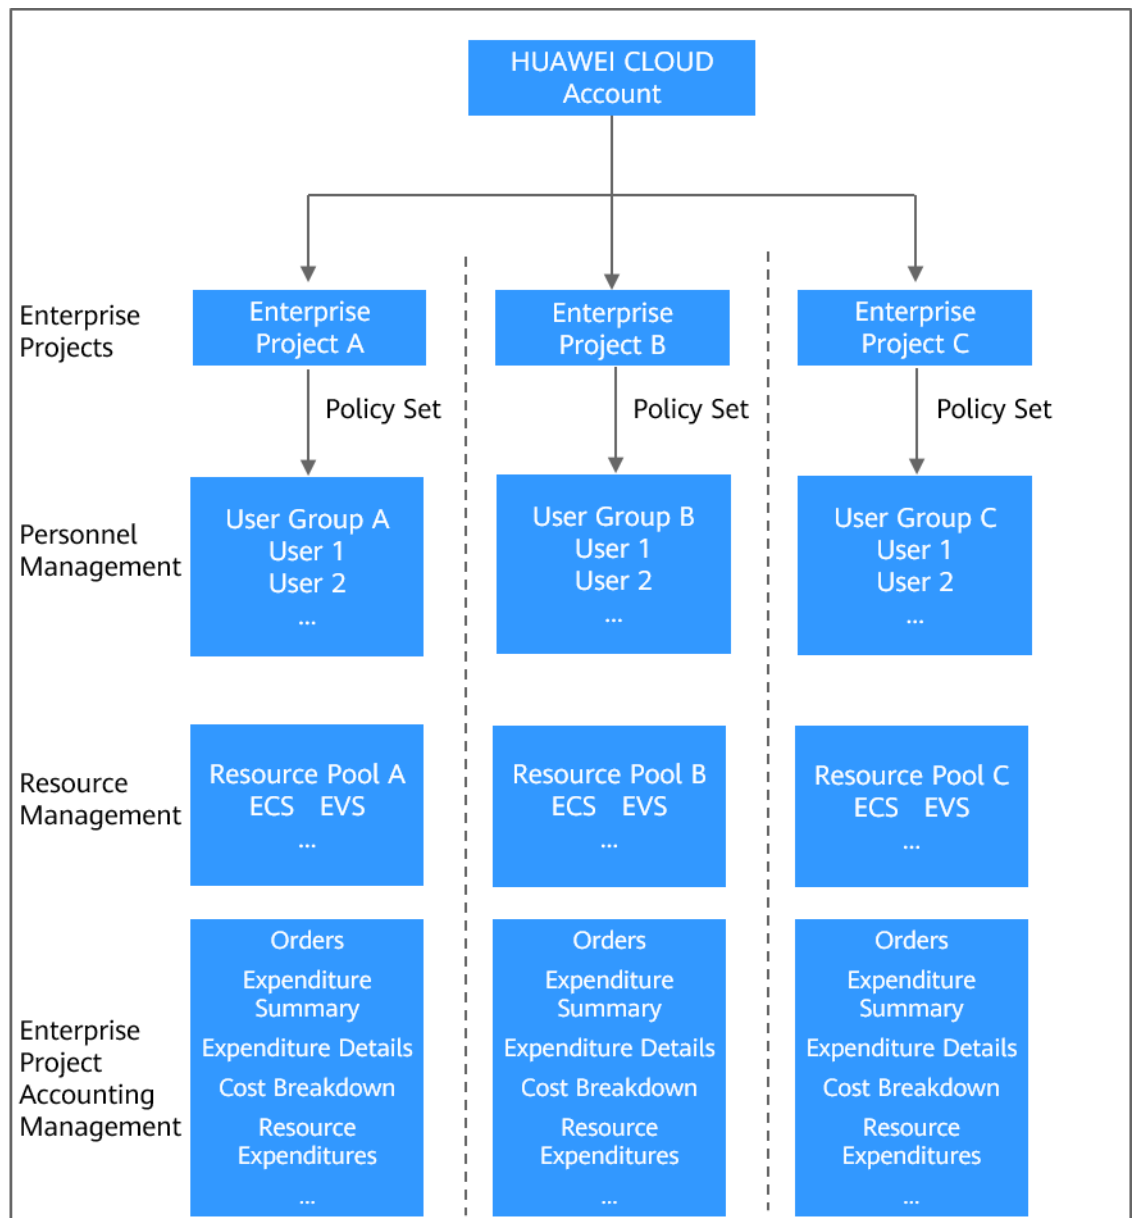 HUAWEI CLOUD
Account
Enterprise
Projects
Enterprise
Project A
Enterprise
Project B
Enterprise
Project C
Policy Set
Policy Set
Policy Set
Personnel
Management
User Group A
User 1
User 2
...
User Group B
User 1
User 2
...
User Group C
User 1
User 2
...
Resource
Management
Resource Pool A
ECS EVS
...
Resource Pool B
ECS EVS
...
Resource Pool C
ECS EVS
...
Enterprise
Project
Accounting
Management
Orders
Expenditure
Summary
Expenditure Details
Cost Breakdown
Resource
Expenditures
...
Orders
Expenditure
Summary
Expenditure Details
Cost Breakdown
Resource
Expenditures
...
Orders
Expenditure
Summary
Expenditure Details
Cost Breakdown
Resource
Expenditures
...